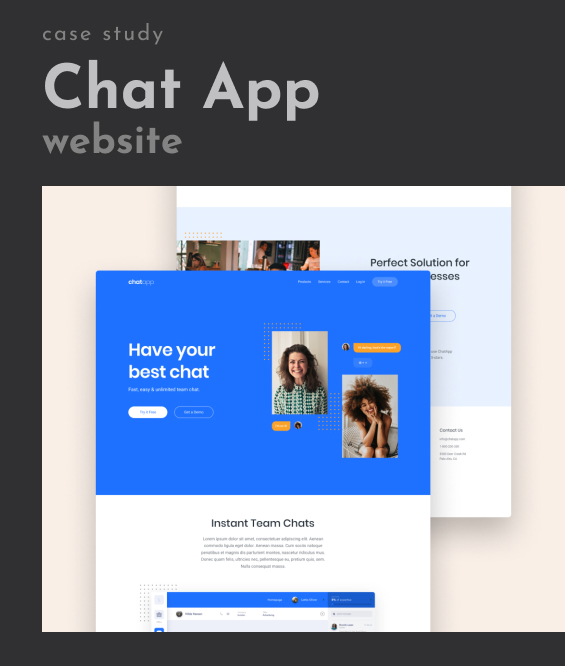 case study
Chat App
website
Perfect Solution for
esses
chatapp
Products Services Contact Log In Try it Free
Have your
best chat
Fast, easy & unlimited team chat.
Try it Free Get a Demo
Contact Us
Instant Team Chats
Lorem ipsum dolor sit amet, consectetuer adipiscing elit. Aenean
commodo ligula eget dolor. Aenean massa. Cum sociis natoque
penatibus et magnis dis parturient montes, nascetur ridiculus mus.
Donec quam felis, ultricies nec, pellentesque eu, pretium quis, sem.
Nulla consequat massa.
Homepage